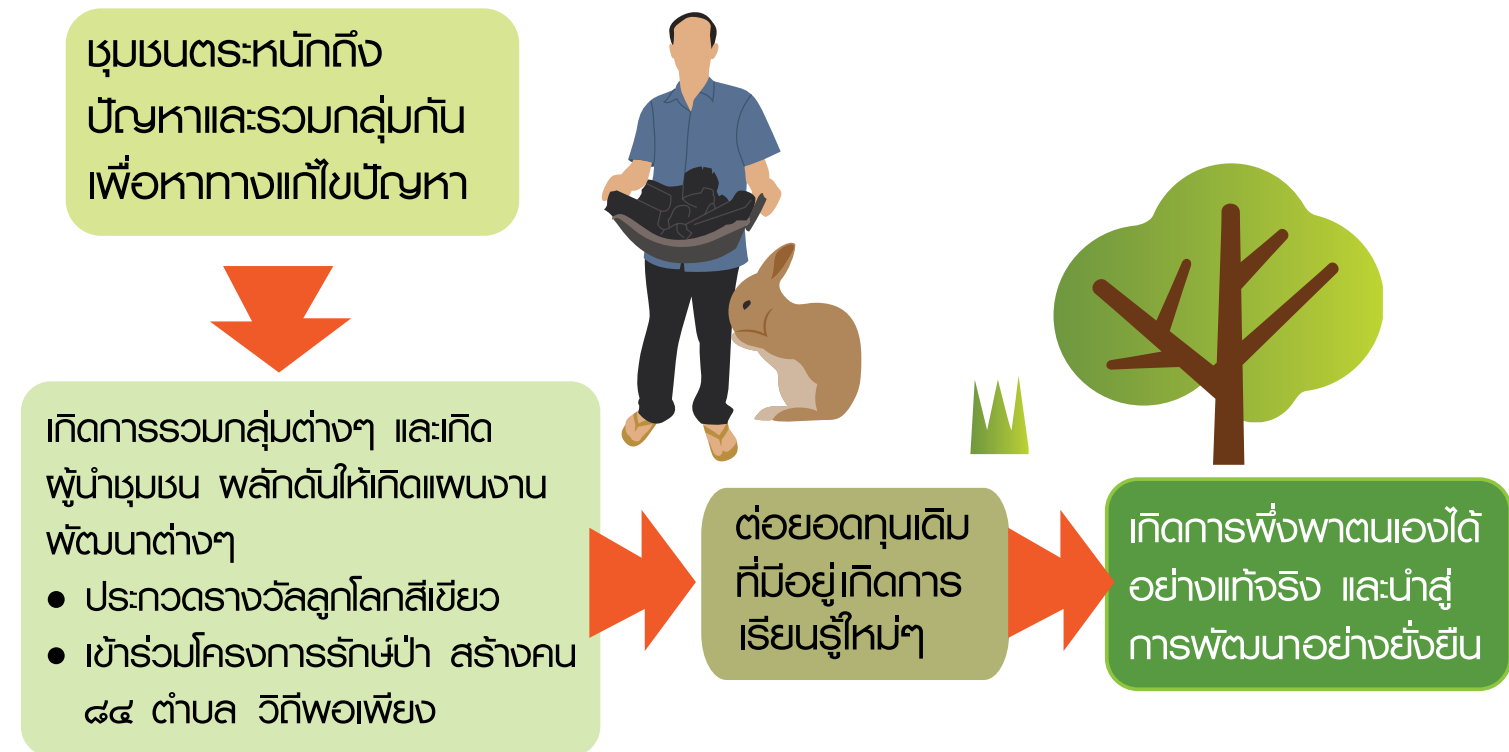 ชุมชนตระหนักถึง
ปัญหาและรวมกลุ่มกัน
เพื่อหาทางแก้ไขปัญหา
เกิดการรวมกลุ่มต่างๆ และเกิด
ผู้นำชุมชน ผลักดันให้เกิดแผนงาน
พัฒนาต่างๆ
● ประกวดรางวัลลูกโลกสีเขียว
● เข้าร่วมโครงการรักษ์ป่า สร้างคน
๘๔ ตำบล วิถีพอเพียง
ต่อยอดทุนเดิม
ที่มีอยู่ เกิดการ
เรียนรู้ใหม่ๆ
เกิดการพึ่งพาตนเองได้
อย่างแท้จริง และนำสู่
การพัฒนาอย่างยั่งยืน